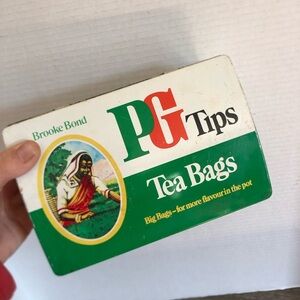 Brooke Bond
PG Tips
Tea Bags
Big Bags–for more flavour in the pot